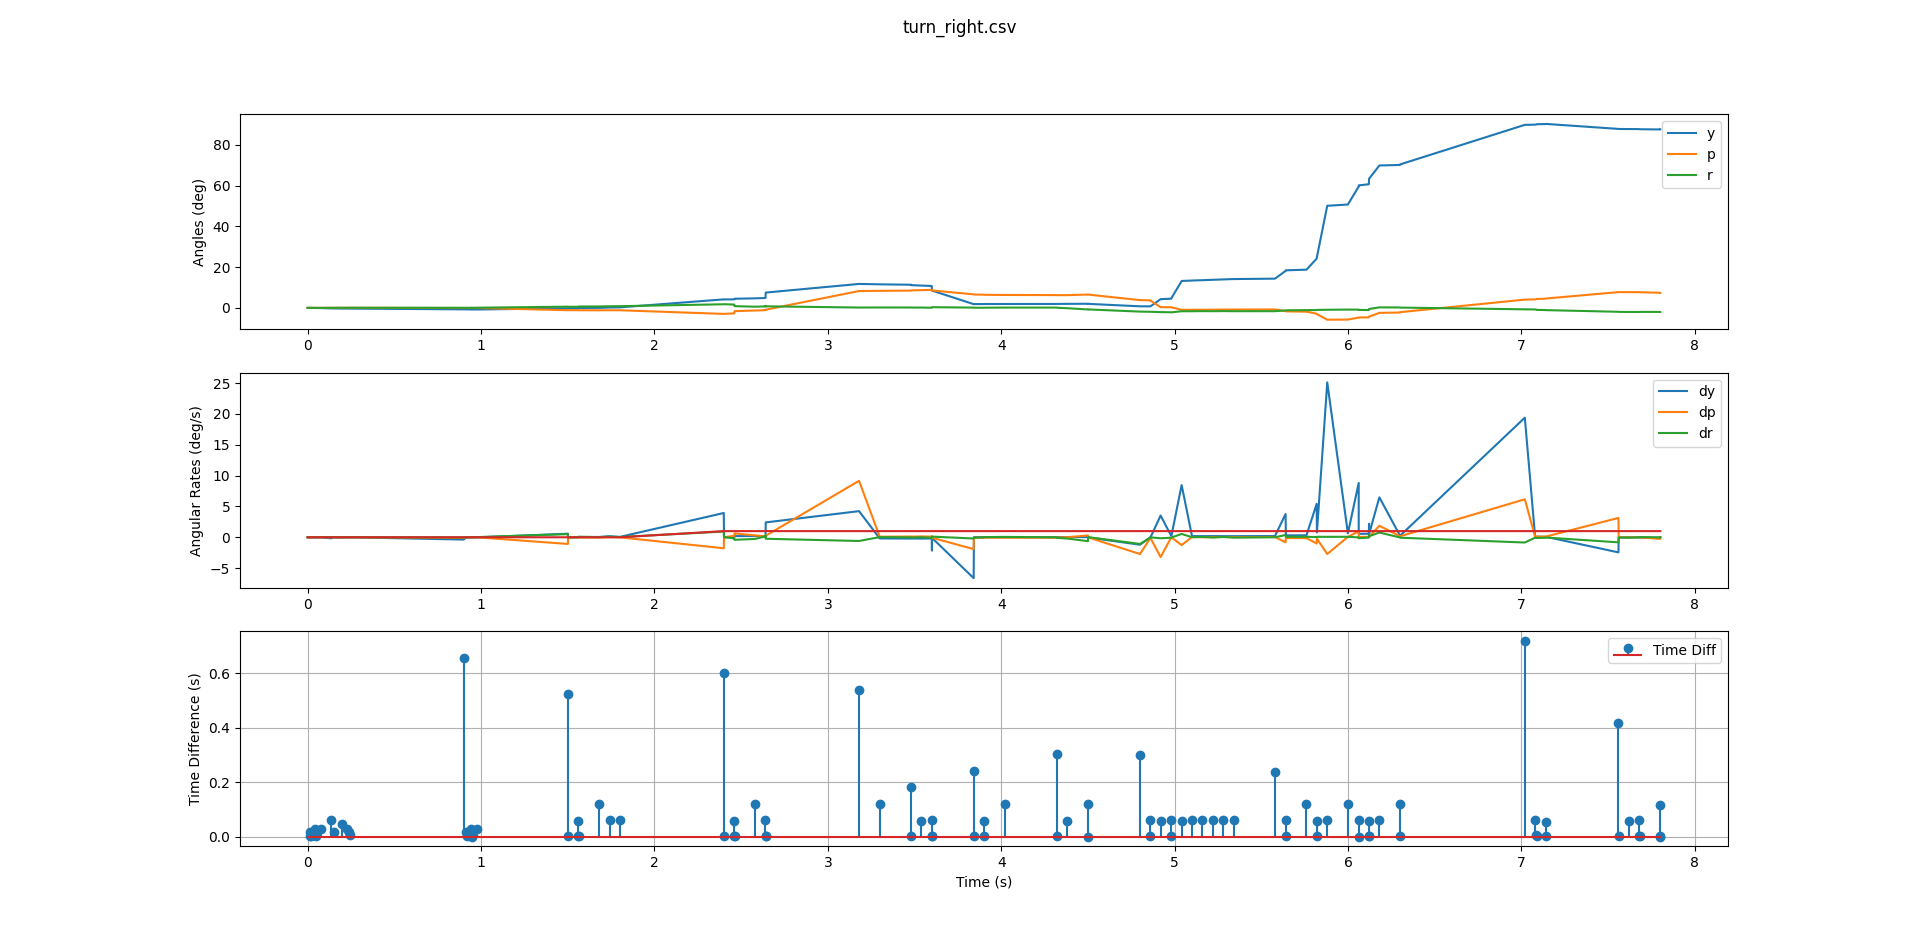 turn_right.csv
Angles (deg)
80
60
40
20
0
y
p
r
0 1 2 3 4 5 6 7 8
Angular Rates (deg/s)
25
20
15
10
5
0
−5
dy
dp
dr
0 1 2 3 4 5 6 7 8
Time Difference (s)
0.6
0.4
0.2
0.0
Time Diff
0 1 2 3 4 5 6 7 8
Time (s)